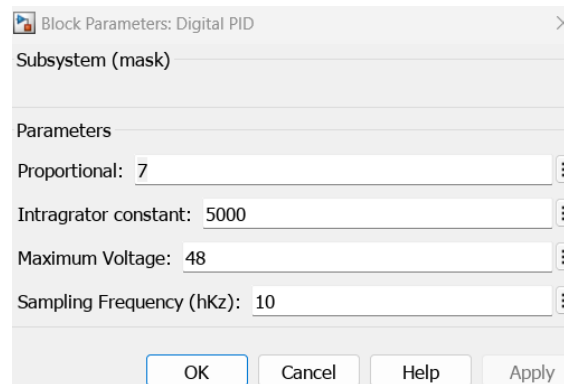 Block Parameters: Digital PID
Subsystem (mask)
Parameters
Proportional: 7
Intragrator constant: 5000
Maximum Voltage: 48
Sampling Frequency (hKz): 10
OK Cancel Help Apply